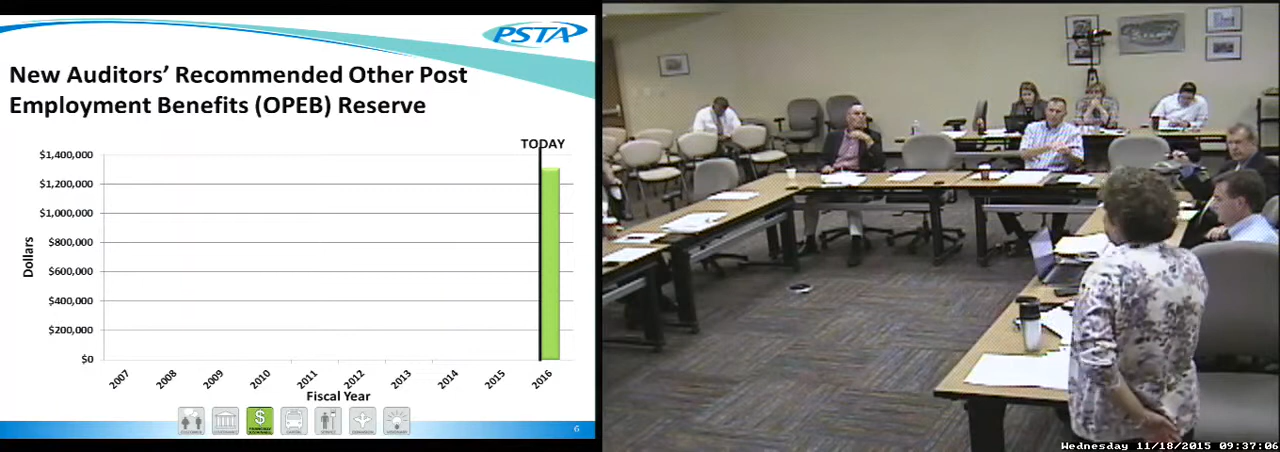 PSTA
New Auditors' Recommended Other Post
Employment Benefits (OPEB) Reserve
TODAY
$1,400,000
$1,200,000
$1,000,000
$800,000
$600,000
$400,000
$200,000
$0
Dollars
2007 2008 2009 2010 2011 2012 2013 2014 2015 2016
Fiscal Year
6
Wednesday 11/18/2015 09:37:06